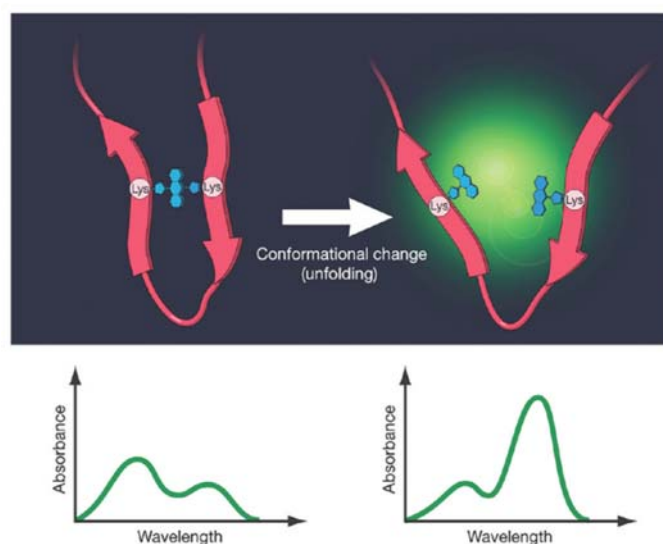 Lys
Lys
Lys
Lys
Conformational change
(unfolding)
Absorbance
Wavelength
Absorbance
Wavelength